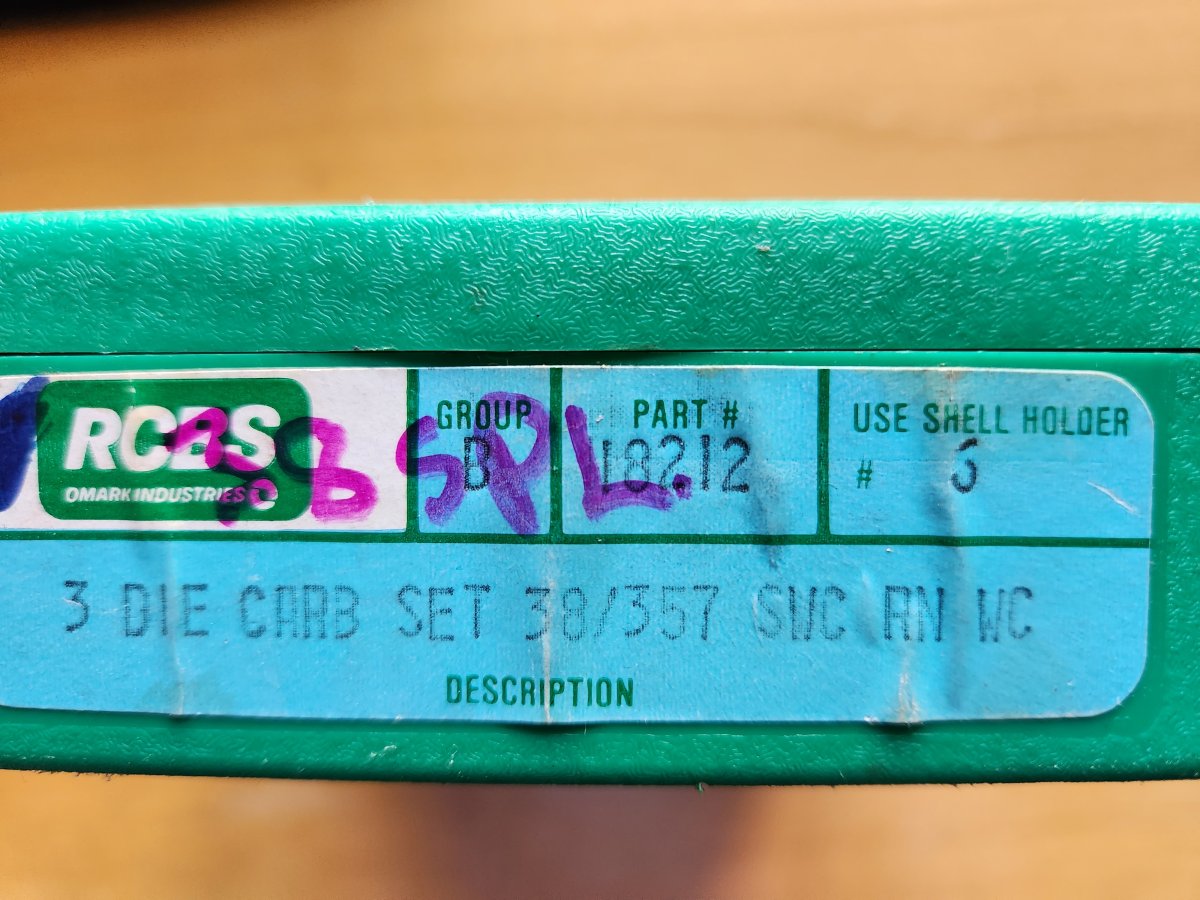 RCBS
OMARK INDUSTRIES
GROUP
B
PART #
18212
USE SHELL HOLDER
# 6
38 SPL.
3 DIE CARB SET 38/357 SWC RN WC
DESCRIPTION